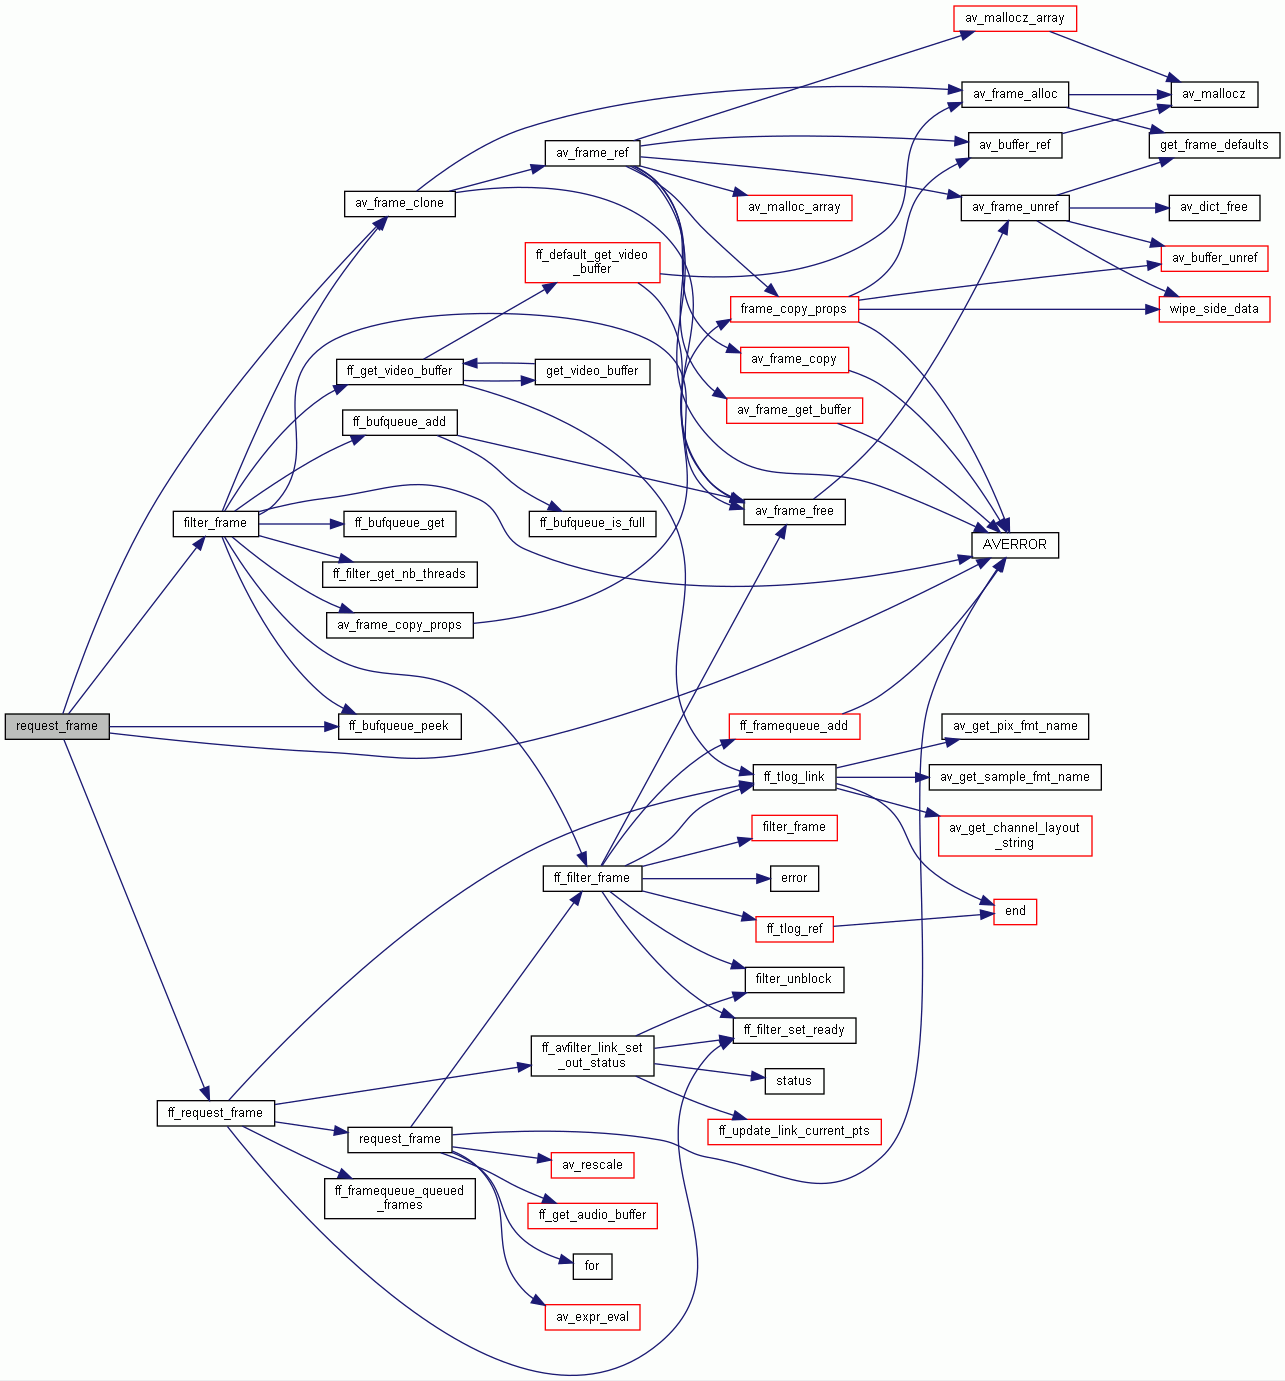 av_mallocz_array
av_frame_alloc
av_mallocz
av_frame_ref
av_buffer_ref
get_frame_defaults
av_frame_clone
av_malloc_array
av_frame_unref
av_dict_free
ff_default_get_video
_buffer
av_buffer_unref
frame_copy_props
wipe_side_data
ff_get_video_buffer
get_video_buffer
av_frame_copy
ff_bufqueue_add
av_frame_get_buffer
filter_frame
ff_bufqueue_get
ff_bufqueue_is_full
av_frame_free
AVERROR
ff_filter_get_nb_threads
av_frame_copy_props
request_frame
ff_bufqueue_peek
ff_framequeue_add
av_get_pix_fmt_name
ff_tlog_link
av_get_sample_fmt_name
filter_frame
av_get_channel_layout
_string
ff_filter_frame
error
end
ff_tlog_ref
filter_unblock
ff_filter_set_ready
ff_avfilter_link_set
_out_status
status
ff_request_frame
request_frame
ff_update_link_current_pts
av_rescale
ff_framequeue_queued
_frames
ff_get_audio_buffer
for
av_expr_eval